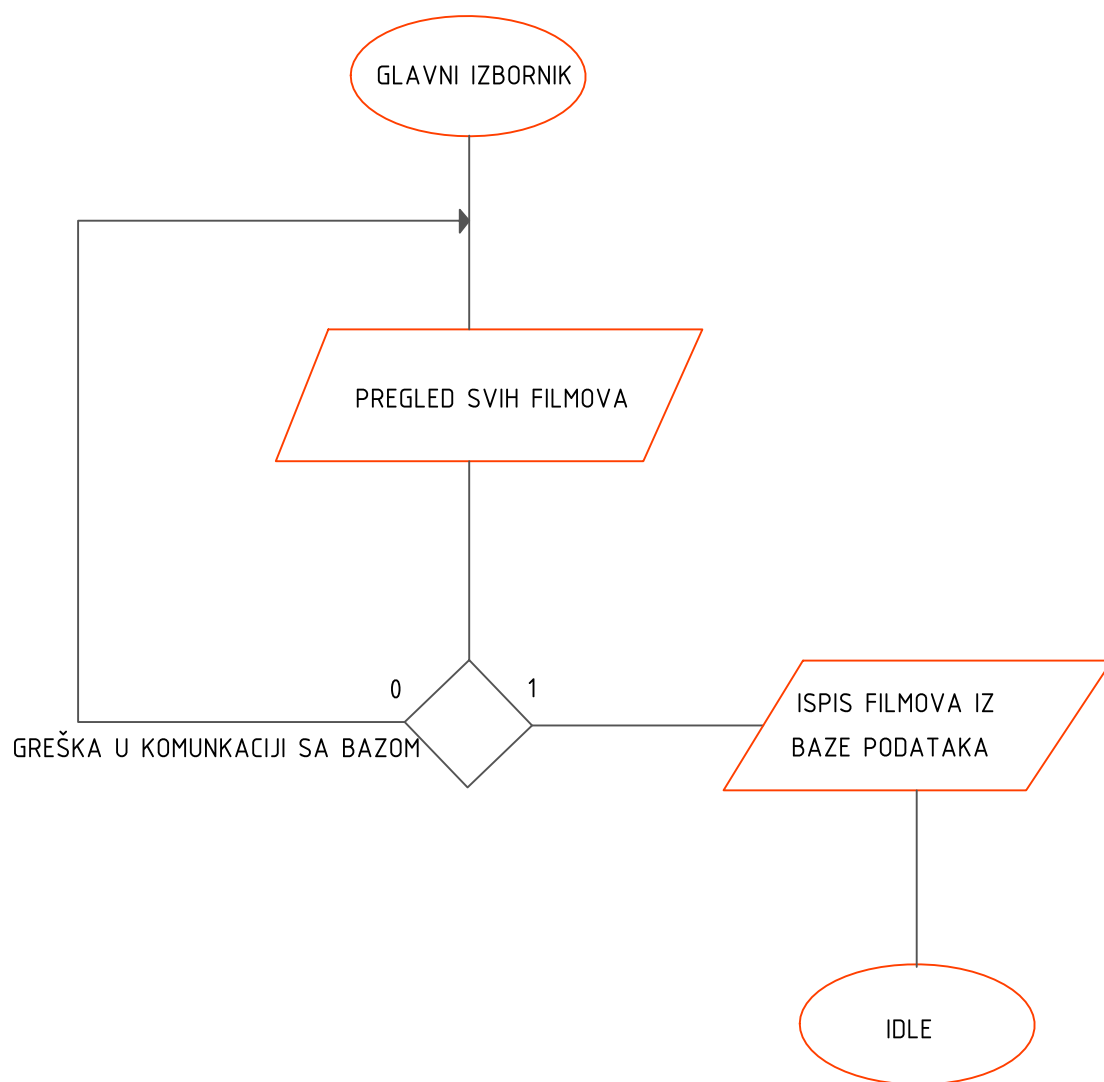 GLAVNI IZBORNIK
PREGLED SVIH FILMOVA
0
1
GREŠKA U KOMUNKACIJI SA BAZOM
ISPIS FILMOVA IZ
BAZE PODATAKA
IDLE